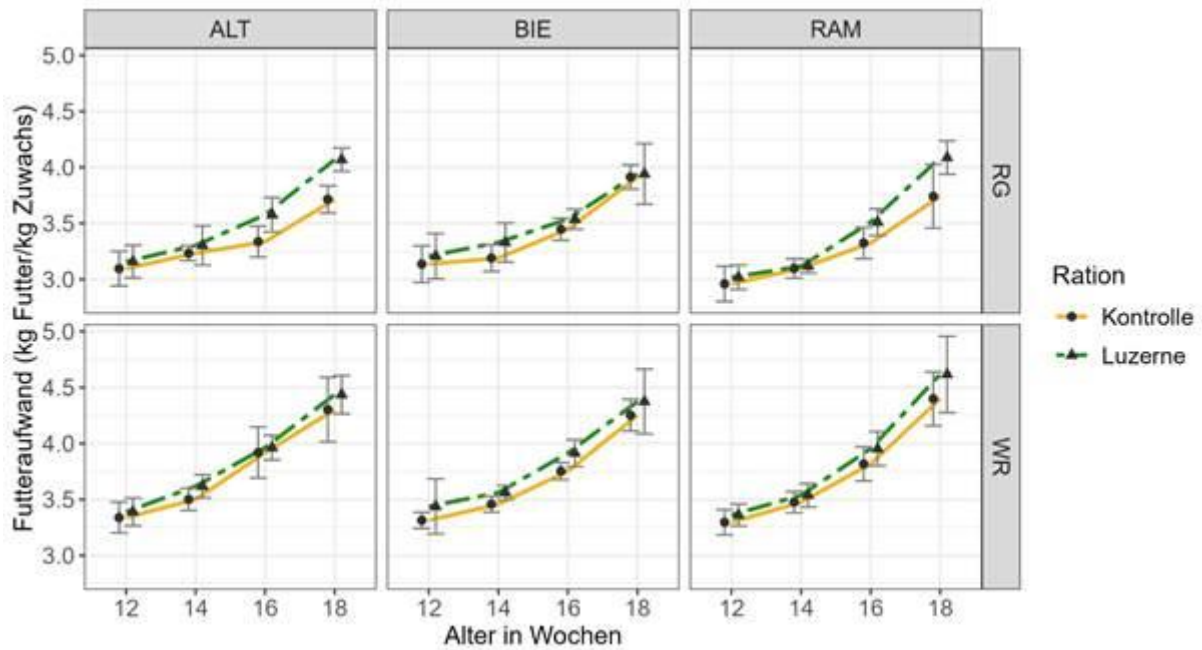 ALT BIE RAM
5.0
4.5
4.0
3.5
3.0
RG
5.0
4.5
4.0
3.5
3.0
WR
12 14 16 18 12 14 16 18 12 14 16 18
Alter in Wochen
Futteraufwand (kg Futter/kg Zuwachs)
Ration
Kontrolle
Luzerne